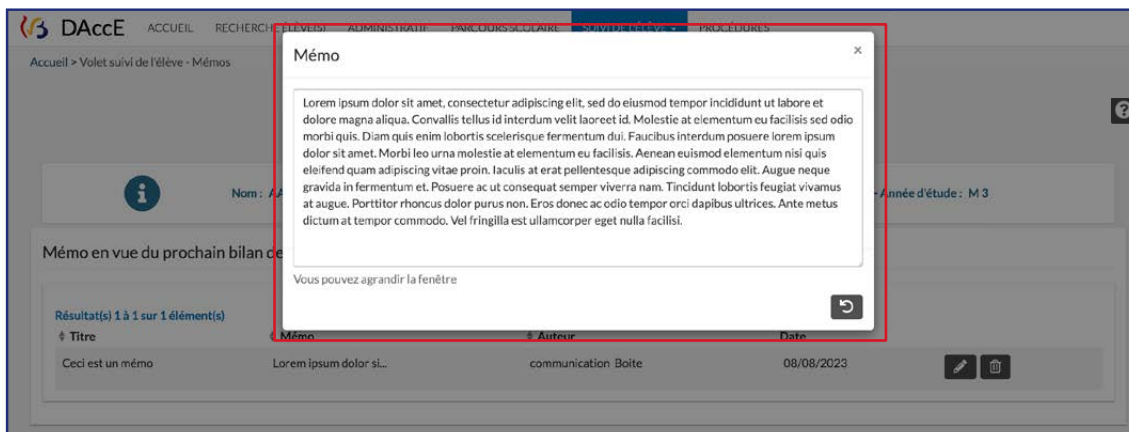 DAccE ACCUEIL RECHERCHE ÉLÈVE(S) ADMINISTRATIF PARCOURS SCOLAIRE SUIVI DE L'ÉLÈVE PROCÉDURES
Accueil > Volet suivi de l'élève - Mémos
Mémo ×
Lorem ipsum dolor sit amet, consectetur adipiscing elit, sed do eiusmod tempor incididunt ut labore et
dolore magna aliqua. Convallis tellus id interdum velit laoreet id. Molestie at elementum eu facilisis sed odio
morbi quis. Diam quis enim lobortis scelerisque fermentum dui. Faucibus interdum posuere lorem ipsum
dolor sit amet. Morbi leo urna molestie at elementum eu facilisis. Aenean euismod elementum nisi quis
eleifend quam adipiscing vitae proin. Iaculis at erat pellentesque adipiscing commodo elit. Augue neque
gravida in fermentum et. Posuere ac ut consequat semper viverra nam. Tincidunt lobortis feugiat vivamus
at augue. Porttitor rhoncus dolor purus non. Eros donec ac odio tempor orci dapibus ultrices. Ante metus
dictum at tempor commodo. Vel fringilla est ullamcorper eget nulla facilisi.
Vous pouvez agrandir la fenêtre
Nom : - Année d'étude : M 3
Mémo en vue du prochain bilan de
Résultat(s) 1 à 1 sur 1 élément(s)
Titre Mémo Auteur Date
Ceci est un mémo Lorem ipsum dolor si... communication Boite 08/08/2023